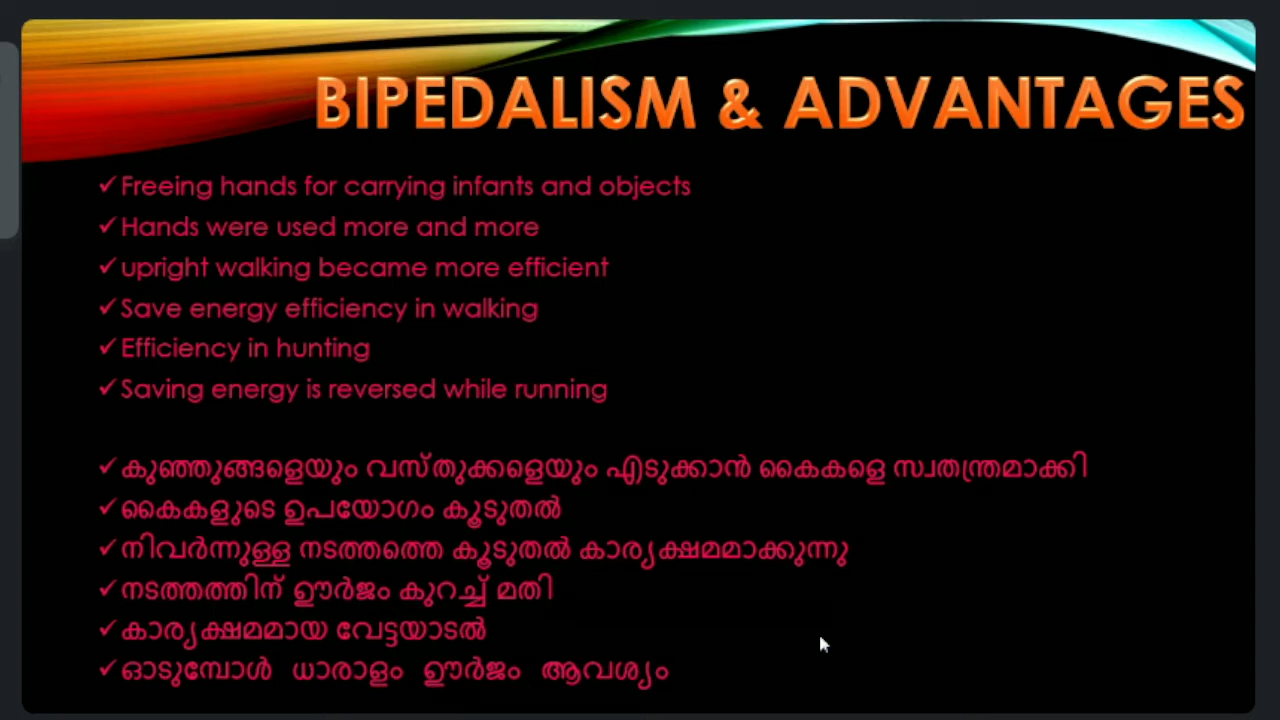 BIPEDALISM & ADVANTAGES
✓Freeing hands for carrying infants and objects
✓Hands were used more and more
✓upright walking became more efficient
✓Save energy efficiency in walking
✓Efficiency in hunting
✓Saving energy is reversed while running
✓കുഞ്ഞുങ്ങളെയും വസ്തുക്കളെയും എടുക്കാൻ കൈകളെ സ്വതന്ത്രമാക്കി
✓കൈകളുടെ ഉപയോഗം കൂടുതൽ
✓നിവർന്നുള്ള നടത്തത്തെ കൂടുതൽ കാര്യക്ഷമമാക്കുന്നു
✓നടത്തത്തിന് ഊർജം കുറച്ച് മതി
✓കാര്യക്ഷമമായ വേട്ടയാടൽ
✓ഓടുമ്പോൾ ധാരാളം ഊർജം ആവശ്യം